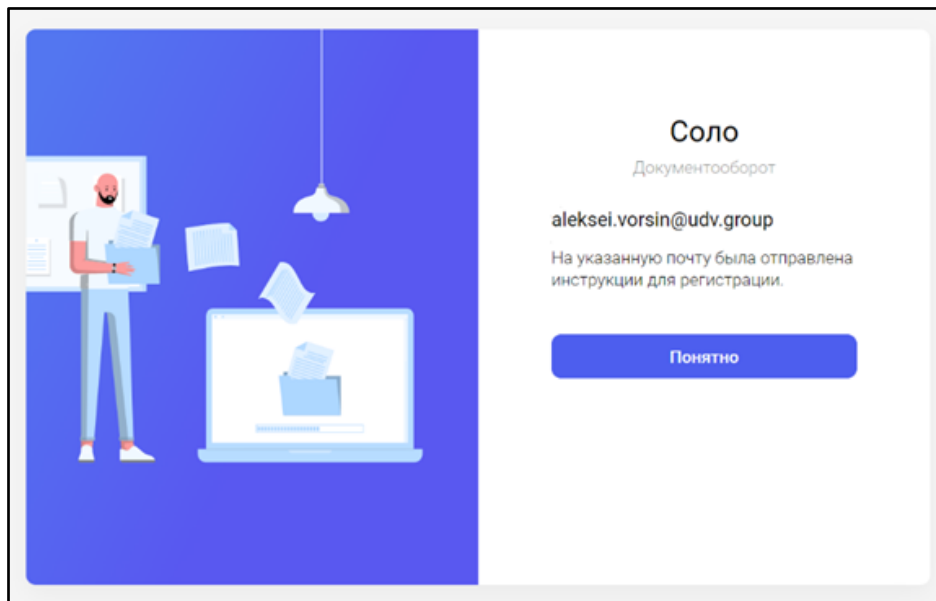 Соло
Документооборот
aleksei.vorsin@udv.group
На указанную почту была отправлена
инструкции для регистрации.
Понятно